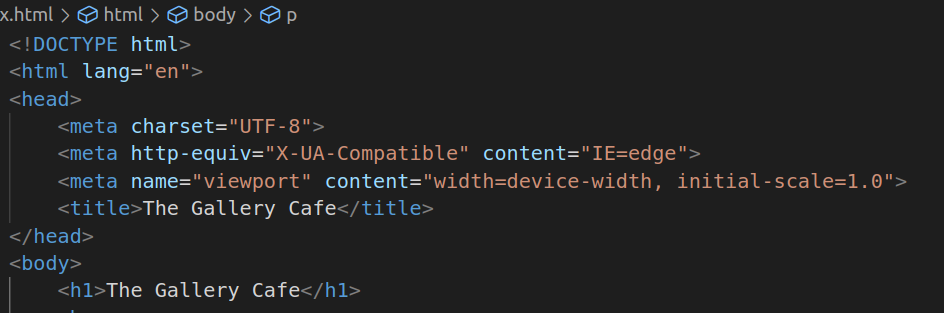 x.html > html > body > p
<!DOCTYPE html>
<html lang="en">
<head>
<meta charset="UTF-8">
<meta http-equiv="X-UA-Compatible" content="IE=edge">
<meta name="viewport" content="width=device-width, initial-scale=1.0">
<title>The Gallery Cafe</title>
</head>
<body>
<h1>The Gallery Cafe</h1>